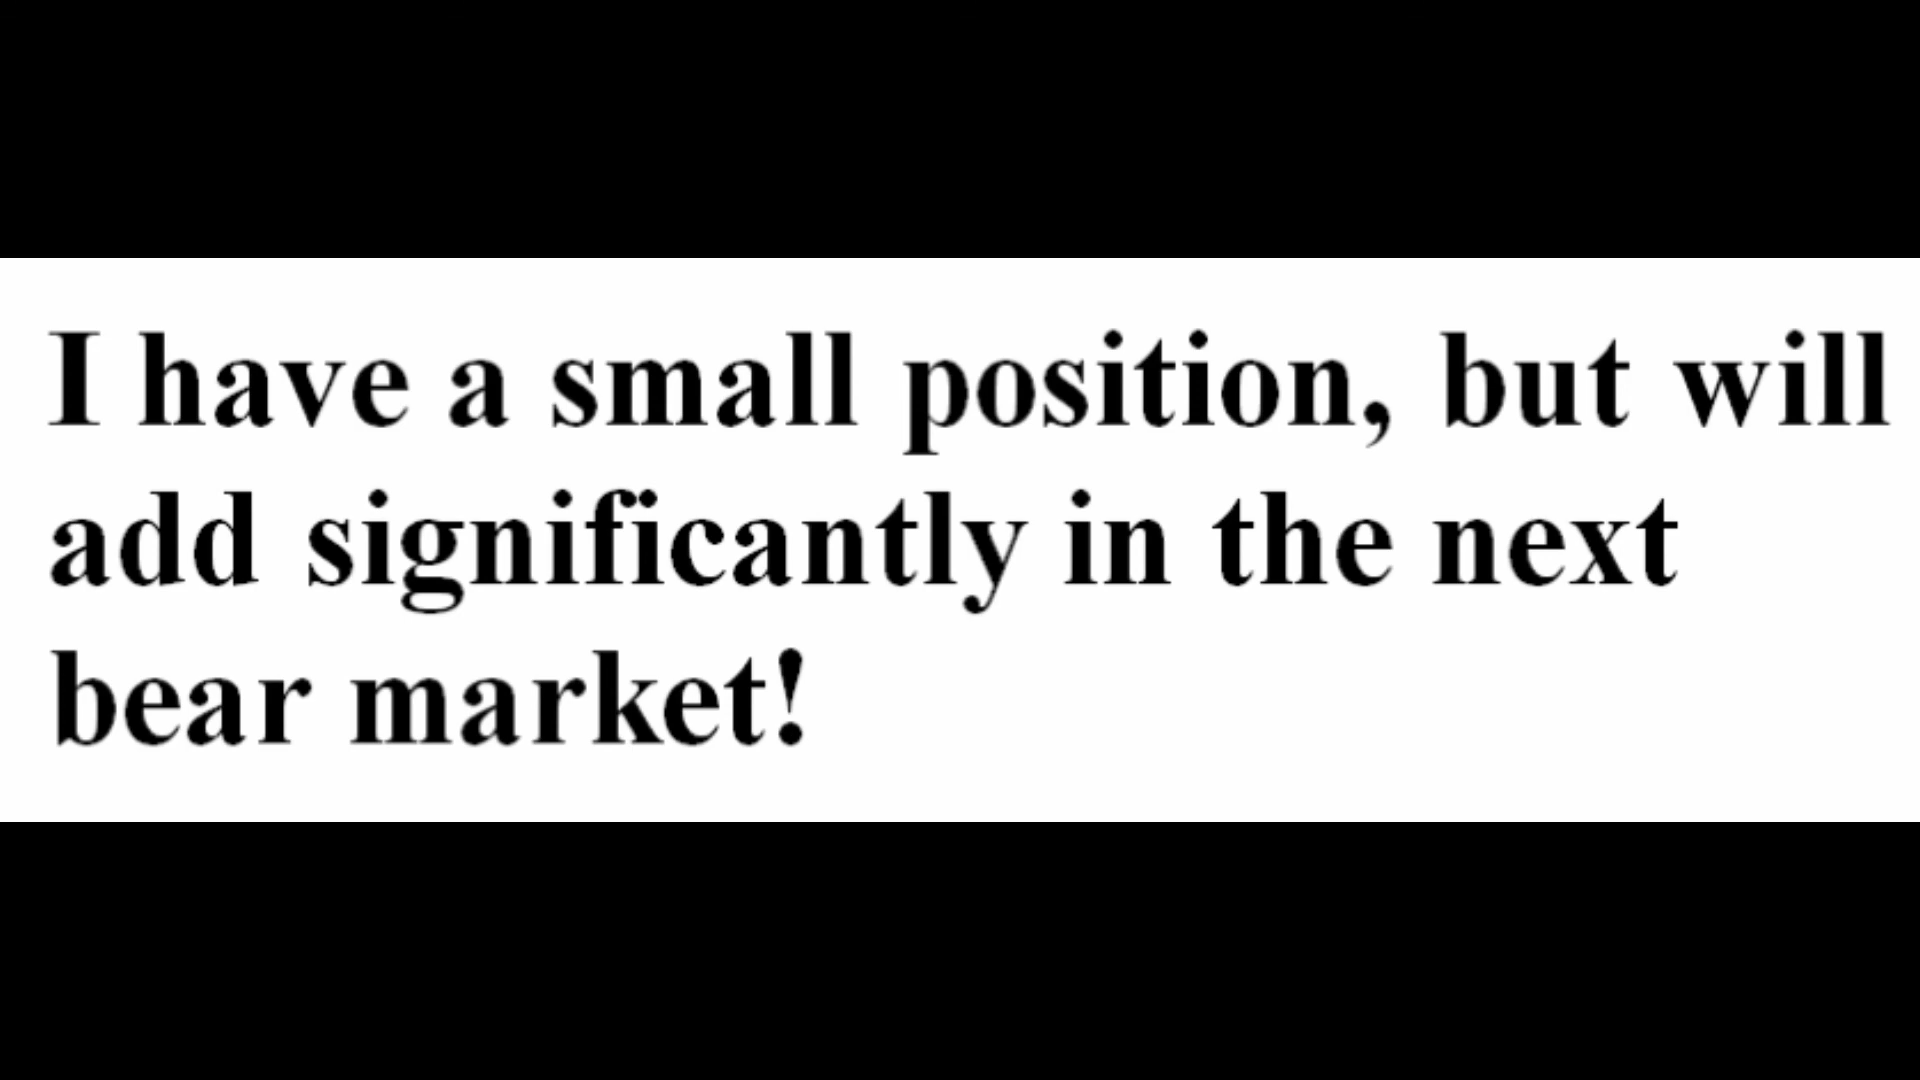 I have a small position, but will
add significantly in the next
bear market!